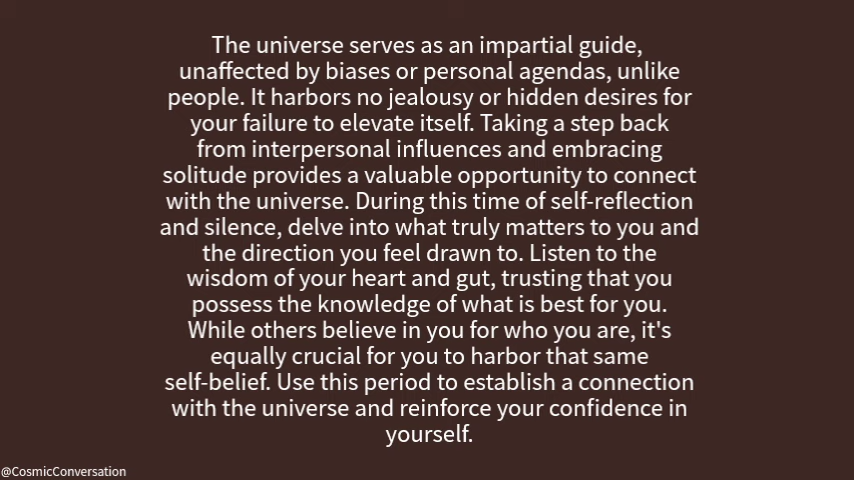 The universe serves as an impartial guide,
unaffected by biases or personal agendas, unlike
people. It harbors no jealousy or hidden desires for
your failure to elevate itself. Taking a step back
from interpersonal influences and embracing
solitude provides a valuable opportunity to connect
with the universe. During this time of self-reflection
and silence, delve into what truly matters to you and
the direction you feel drawn to. Listen to the
wisdom of your heart and gut, trusting that you
possess the knowledge of what is best for you.
While others believe in you for who you are, it's
equally crucial for you to harbor that same
self-belief. Use this period to establish a connection
with the universe and reinforce your confidence in
yourself.
@CosmicConversation